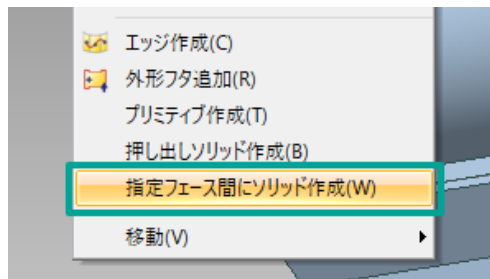 エッジ作成(C)
外形フタ追加(R)
プリミティブ作成(T)
押し出しソリッド作成(B)
指定フェース間にソリッド作成(W)
移動(V)